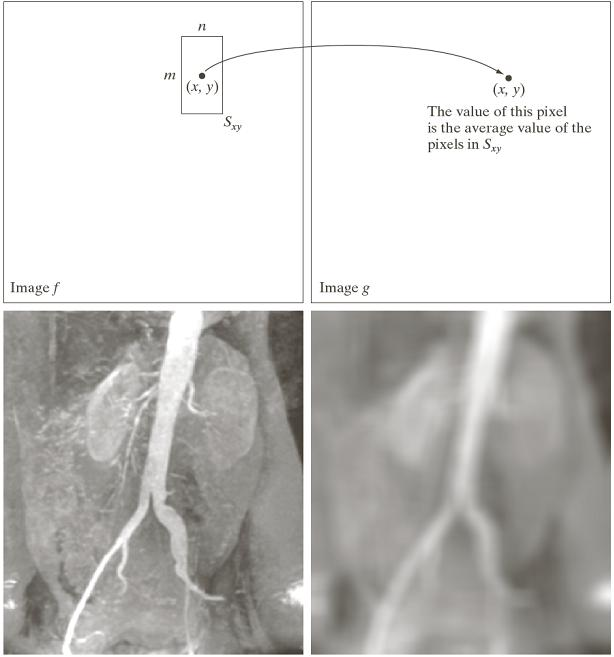 n
m
(x, y)
Sxy
Image f
(x, y)
The value of this pixel
is the average value of the
pixels in Sxy
Image g